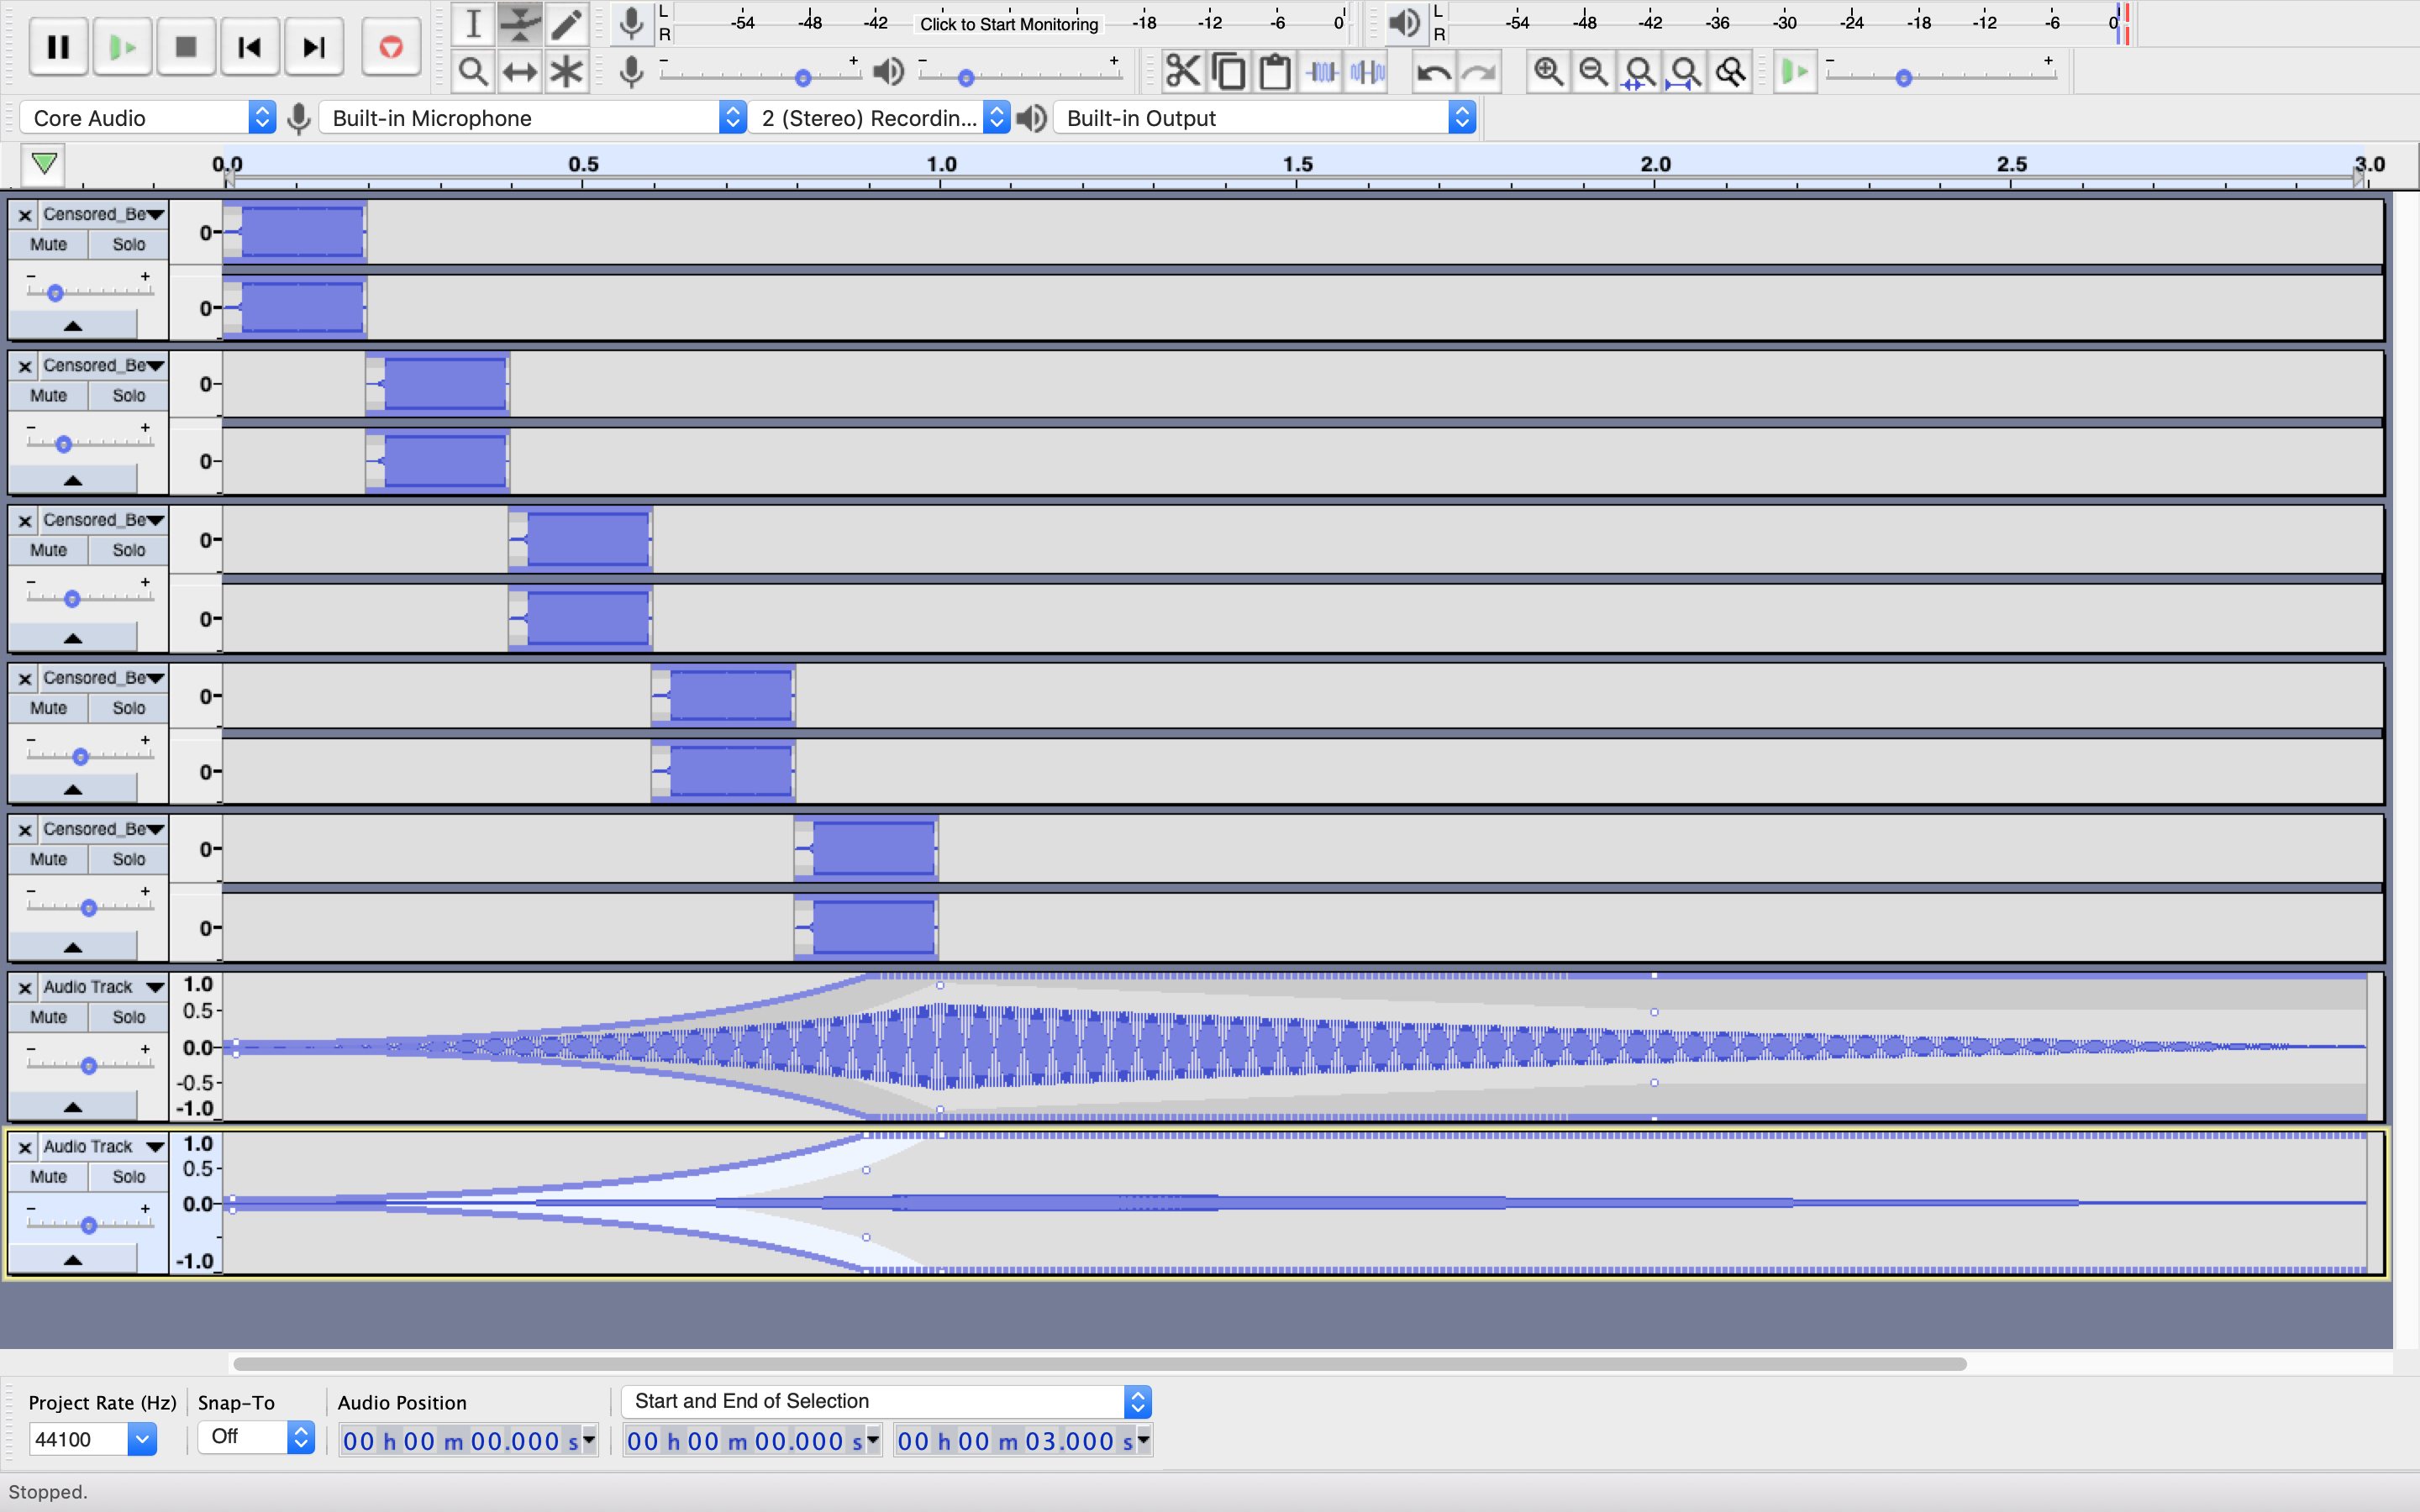 L R -54 -48 -42 Click to Start Monitoring -18 -12 -6 0 L R -54 -48 -42 -36 -30 -24 -18 -12 -6 0
- + - + - +
Core Audio Built-in Microphone 2 (Stereo) Recordin... Built-in Output
0.0 0.5 1.0 1.5 2.0 2.5 3.0
Censored_Be
Mute Solo
0
- +
0
Censored_Be
Mute Solo
0
- +
0
Censored_Be
Mute Solo
0
- +
0
Censored_Be
Mute Solo
0
- +
0
Censored_Be
Mute Solo
0
- +
0
Audio Track 1.0
Mute Solo 0.5
- + 0.0
-0.5
-1.0
Audio Track 1.0
Mute Solo 0.5
- + 0.0
-1.0
Project Rate (Hz) Snap-To Audio Position Start and End of Selection
44100 Off 00 h 00 m 00.000 s 00 h 00 m 00.000 s 00 h 00 m 03.000 s
Stopped.